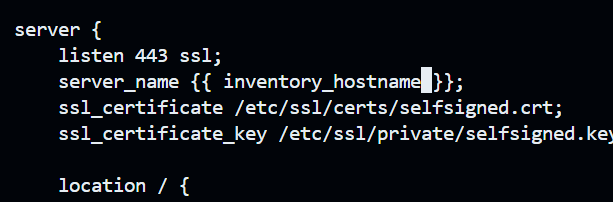 server {
listen 443 ssl;
server_name {{ inventory_hostname }};
ssl_certificate /etc/ssl/certs/selfsigned.crt;
ssl_certificate_key /etc/ssl/private/selfsigned.key
location / {